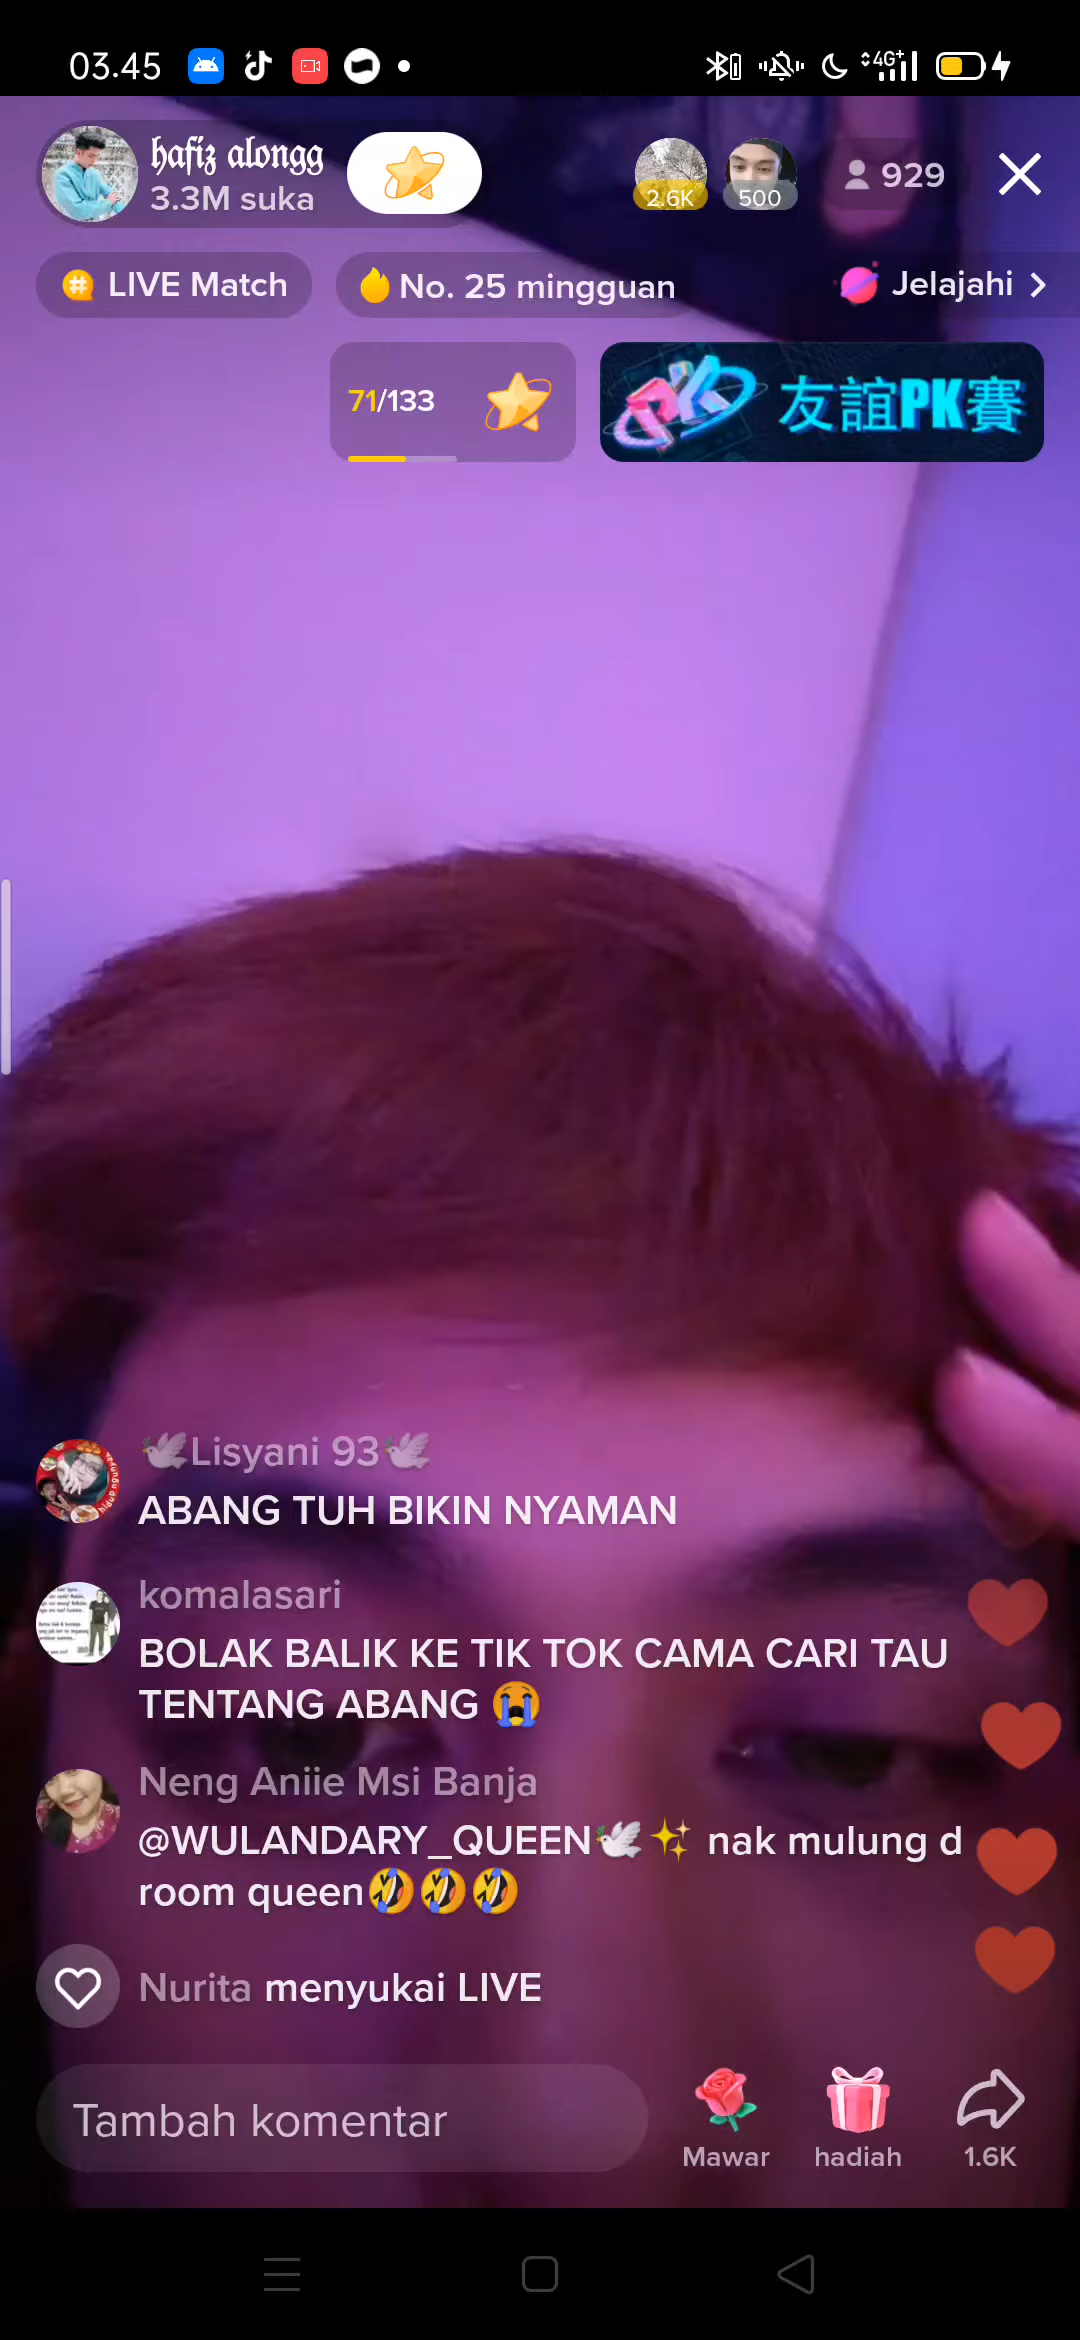 03.45
4G+
hafiz alongg
3.3M suka
2.6K
500
929
LIVE Match
No. 25 mingguan
Jelajahi
71/133
PK
友誼PK賽
🕊️Lisyani 93🕊️
ABANG TUH BIKIN NYAMAN
komalasari
BOLAK BALIK KE TIK TOK CAMA CARI TAU
TENTANG ABANG 😭
Neng Aniie Msi Banja
@WULANDARY_QUEEN🕊️✨ nak mulung d
room queen🤣🤣🤣
Nurita menyukai LIVE
Tambah komentar
Mawar
hadiah
1.6K